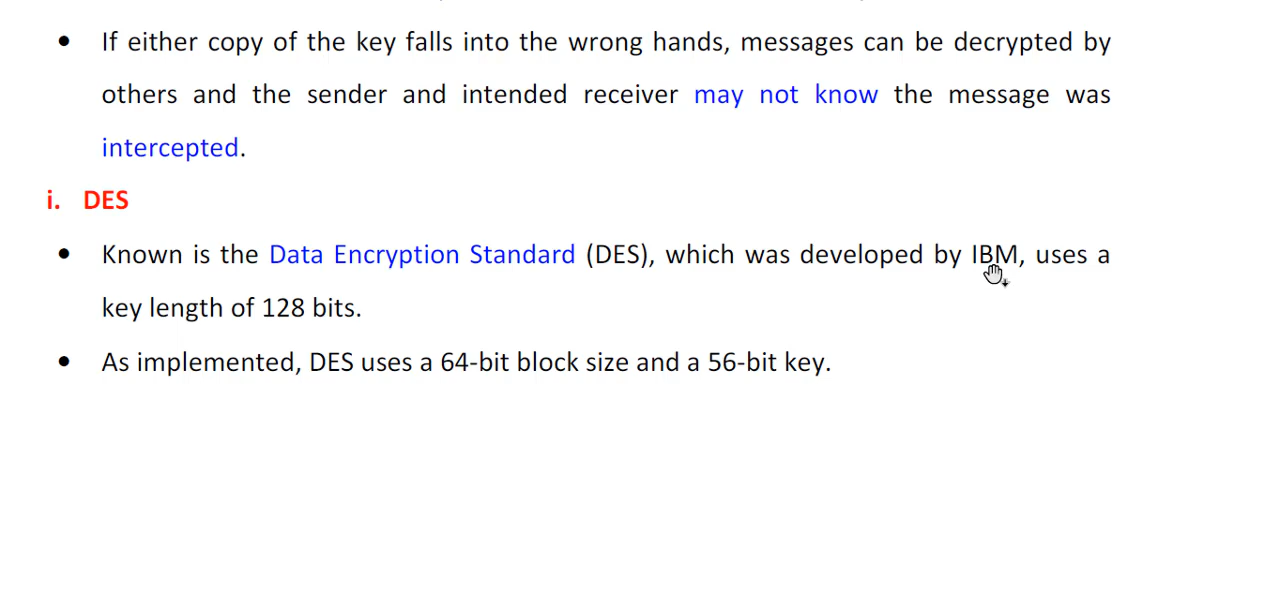 • If either copy of the key falls into the wrong hands, messages can be decrypted by
others and the sender and intended receiver may not know the message was
intercepted.
i. DES
• Known is the Data Encryption Standard (DES), which was developed by IBM, uses a
key length of 128 bits.
• As implemented, DES uses a 64-bit block size and a 56-bit key.